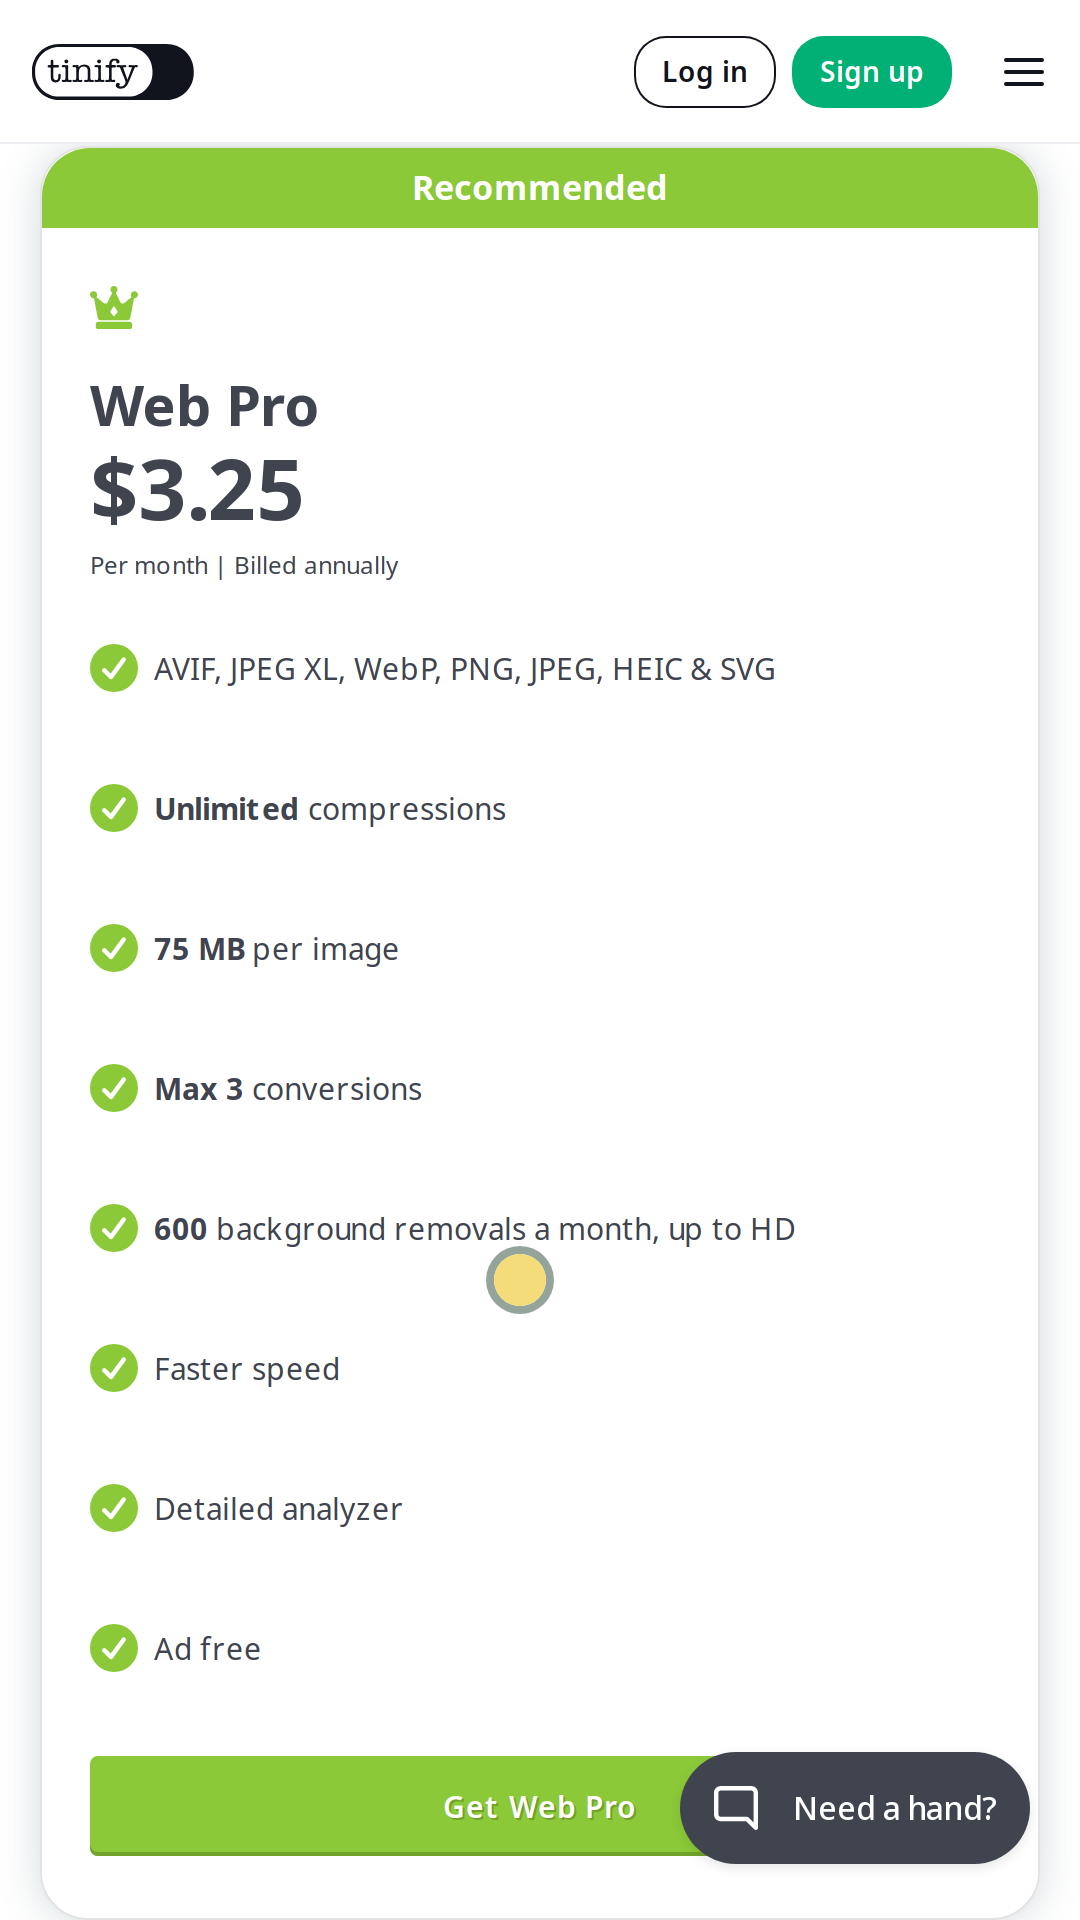 tinify
Log in
Sign up
Recommended
Web Pro
$3.25
Per month | Billed annually
AVIF, JPEG XL, WebP, PNG, JPEG, HEIC & SVG
Unlimited compressions
75 MB per image
Max 3 conversions
600 background removals a month, up to HD
Faster speed
Detailed analyzer
Ad free
Get Web Pro
Need a hand?